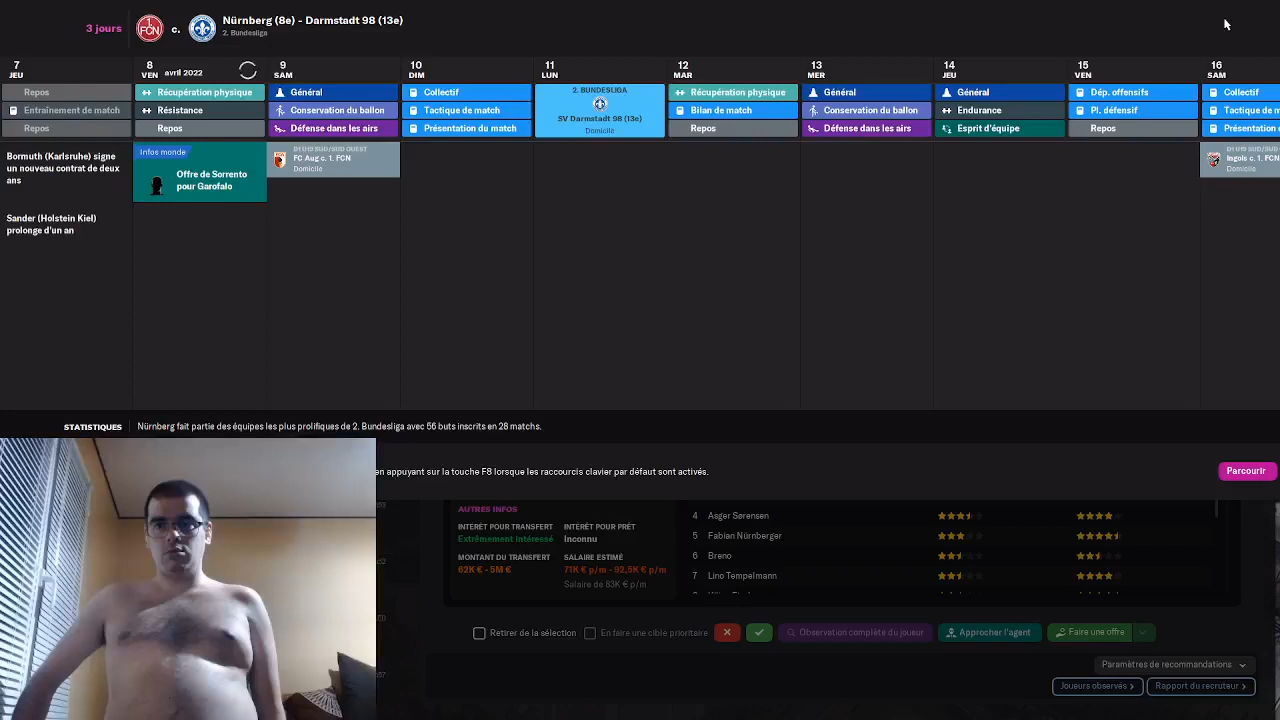 3 jours
1. FCN
c.
Nürnberg (8e) - Darmstadt 98 (13e)
2. Bundesliga
7
JEU
8
VEN avril 2022
9
SAM
10
DIM
11
LUN
12
MAR
13
MER
14
JEU
15
VEN
16
SAM
Repos
Entraînement de match
Repos
Récupération physique
Résistance
Repos
Général
Conservation du ballon
Défense dans les airs
Collectif
Tactique de match
Présentation du match
2. BUNDESLIGA
SV Darmstadt 98 (13e)
Domicile
Récupération physique
Bilan de match
Repos
Général
Conservation du ballon
Défense dans les airs
Général
Endurance
Esprit d'équipe
Dép. offensifs
Pl. défensif
Repos
Collectif
Tactique de m
Présentation
Bormuth (Karlsruhe) signe
un nouveau contrat de deux
ans
Sander (Holstein Kiel)
prolonge d'un an
Infos monde
Offre de Sorrento
pour Garofalo
FC Aug c. 1. FCN
Domicile
Ingols c. 1. FCN
Domicile
STATISTIQUES
Nürnberg fait partie des équipes les plus prolifiques de 2. Bundesliga avec 56 buts inscrits en 28 matchs.
en appuyant sur la touche F8 lorsque les raccourcis clavier par défaut sont activés.
Parcourir
AUTRES INFOS
INTÉRÊT POUR TRANSFERT
Extrêmement intéressé
INTÉRÊT POUR PRÊT
Inconnu
MONTANT DU TRANSFERT
62K € - 5M €
SALAIRE ESTIMÉ
71K € p/m - 92,5K € p/m
Salaire de 83K € p/m
4 Asger Sørensen
5 Fabian Nürnberger
6 Breno
7 Lino Tempelmann
Retirer de la sélection
En faire une cible prioritaire
Observation complète du joueur
Approcher l'agent
Faire une offre
Paramètres de recommandations
Joueurs observés >
Rapport du recruteur >